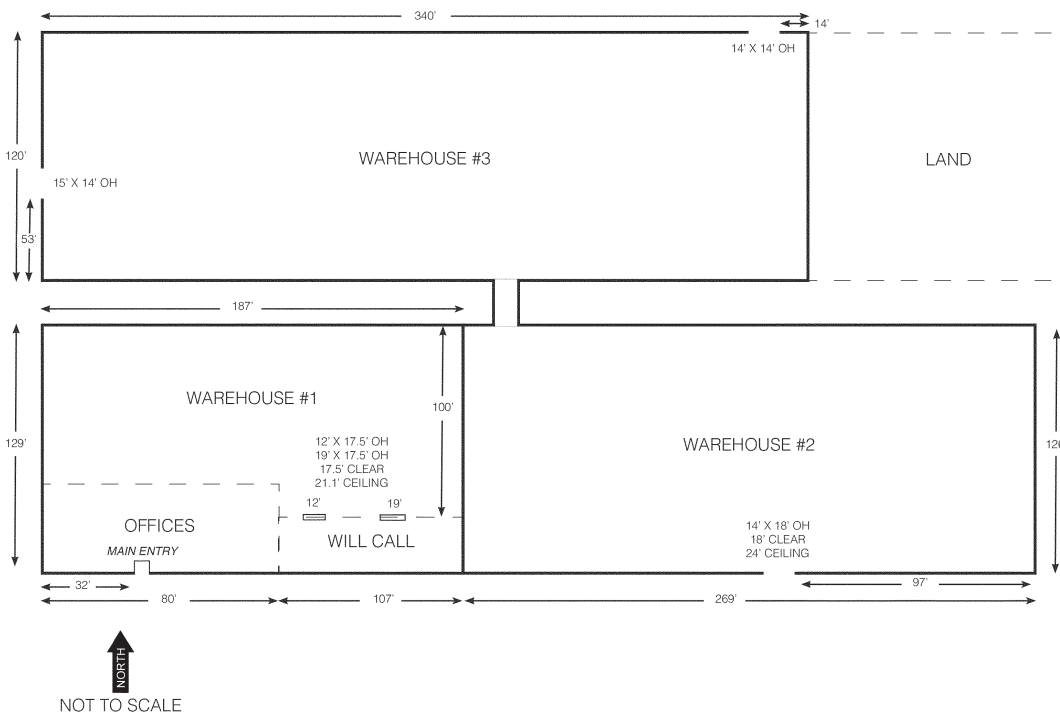 340'
14'
14' X 14' OH
120'
WAREHOUSE #3
LAND
15' X 14' OH
53'
187'
WAREHOUSE #1
100'
129'
12' X 17.5' OH
19' X 17.5' OH
17.5' CLEAR
21.1' CEILING
WAREHOUSE #2
12'
19'
OFFICES
WILL CALL
MAIN ENTRY
14' X 18' OH
18' CLEAR
24' CEILING
32'
97'
80'
107'
269'
NORTH
NOT TO SCALE